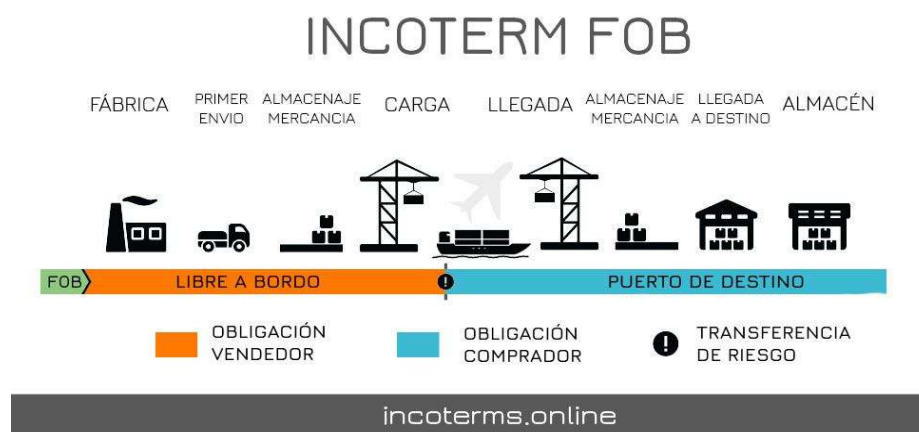 INCOTERM FOB
FÁBRICA
PRIMER
ENVIO
ALMACENAJE
MERCANCIA
CARGA
LLEGADA
ALMACENAJE
MERCANCIA
LLEGADA
A DESTINO
ALMACÉN
FOB
LIBRE A BORDO
PUERTO DE DESTINO
OBLIGACIÓN
VENDEDOR
OBLIGACIÓN
COMPRADOR
TRANSFERENCIA
DE RIESGO
incoterms.online